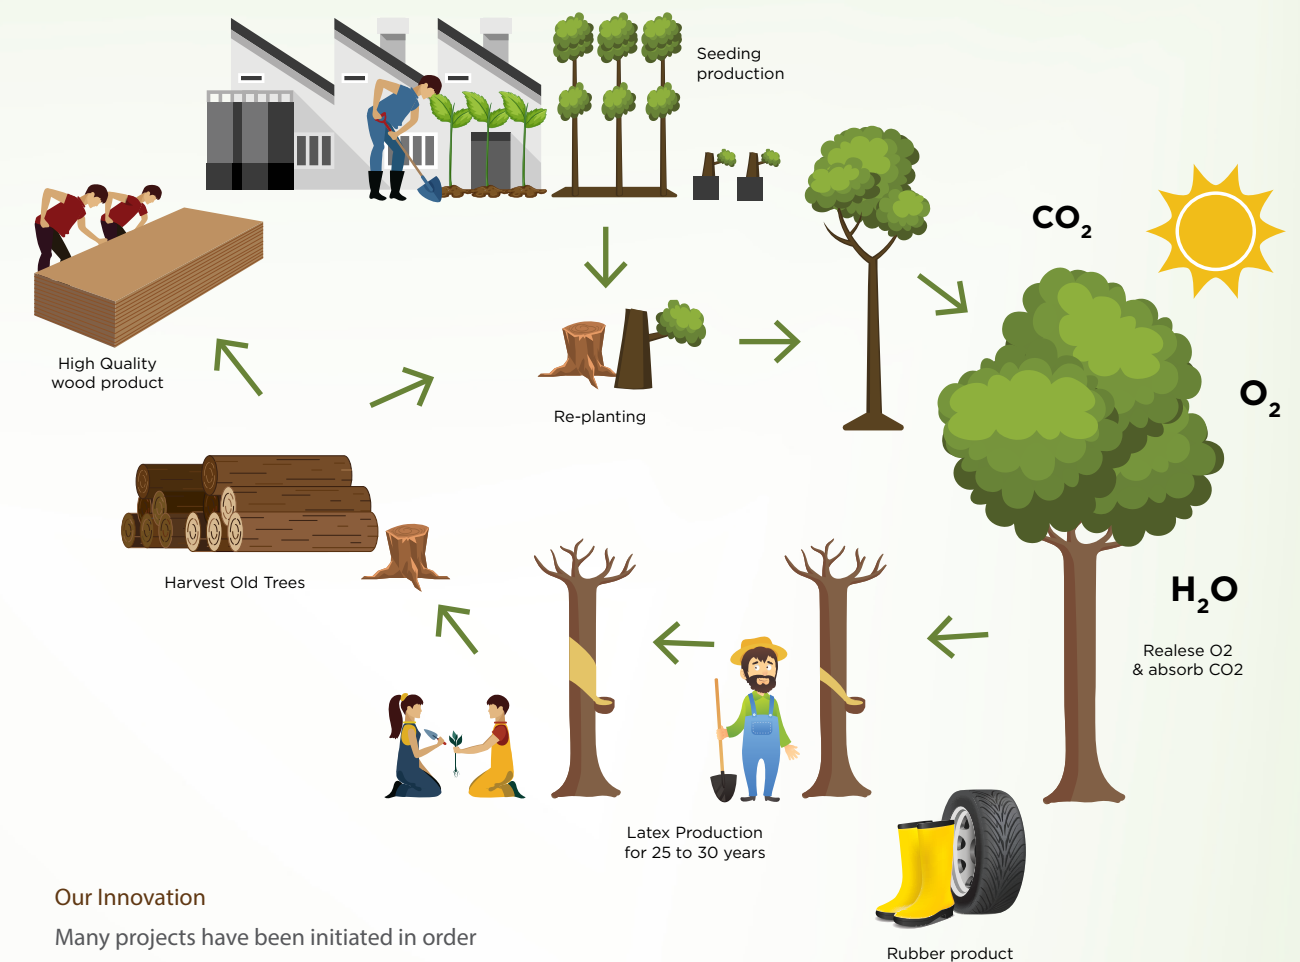 Seeding
production
CO2
High Quality
wood product
Re-planting
O2
Harvest Old Trees
H2O
Realese O2
& absorb CO2
Latex Production
for 25 to 30 years
Rubber product
Our Innovation
Many projects have been initiated in order